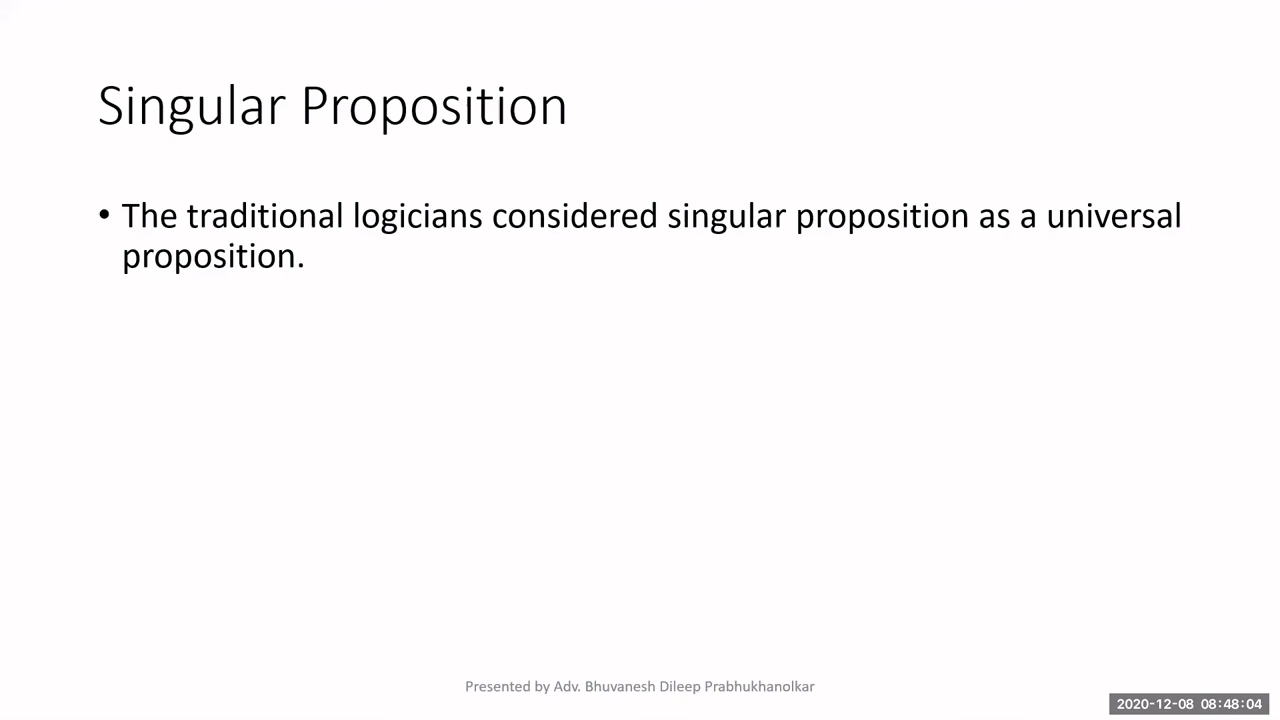 Singular Proposition
• The traditional logicians considered singular proposition as a universal
proposition.
Presented by Adv. Bhuvanesh Dileep Prabhukhanolkar
2020-12-08 08:48:04